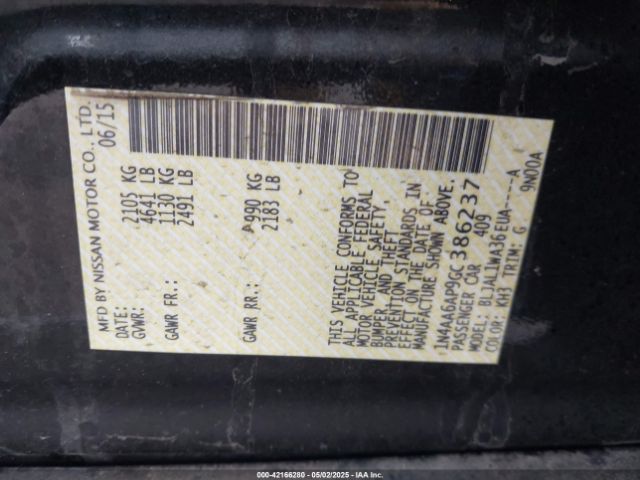 MFD BY NISSAN MOTOR CO., LTD.
DATE: 06/15
GVWR: 2105 KG
4641 LB
GAWR FR.: 1130 KG
2491 LB
GAWR RR.: 990 KG
2183 LB
THIS VEHICLE CONFORMS TO
ALL APPLICABLE FEDERAL
MOTOR VEHICLE SAFETY,
BUMPER, AND THEFT
PREVENTION STANDARDS IN
EFFECT ON THE DATE OF
MANUFACTURE SHOWN ABOVE.
1N4AA6AP9GC386237
PASSENGER CAR 409
MODEL: BLJALIWA36EUA----A
COLOR: KH3 TRIM: G 9W00A
000-42166280 - 05/02/2025 - IAA Inc.